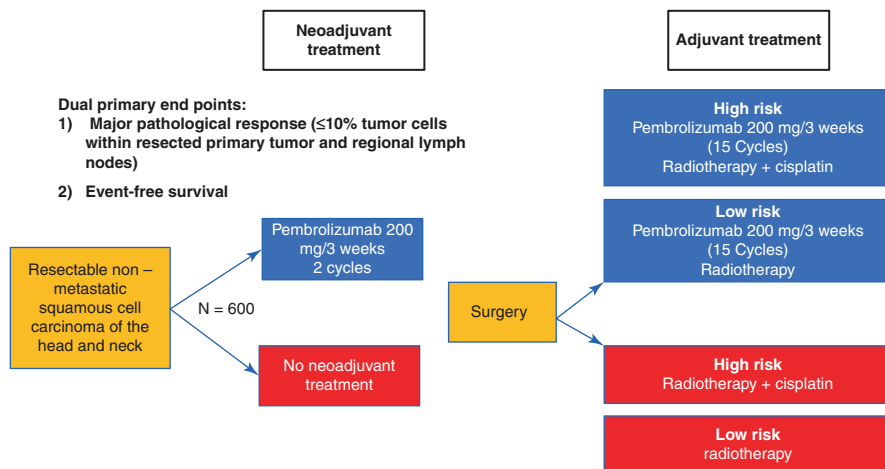 Neoadjuvant
treatment
Adjuvant treatment
Dual primary end points:
1) Major pathological response (≤10% tumor cells
within resected primary tumor and regional lymph
nodes)
2) Event-free survival
Resectable non –
metastatic
squamous cell
carcinoma of the
head and neck
N = 600
Pembrolizumab 200
mg/3 weeks
2 cycles
No neoadjuvant
treatment
Surgery
High risk
Pembrolizumab 200 mg/3 weeks
(15 Cycles)
Radiotherapy + cisplatin
Low risk
Pembrolizumab 200 mg/3 weeks
(15 Cycles)
Radiotherapy
High risk
Radiotherapy + cisplatin
Low risk
radiotherapy